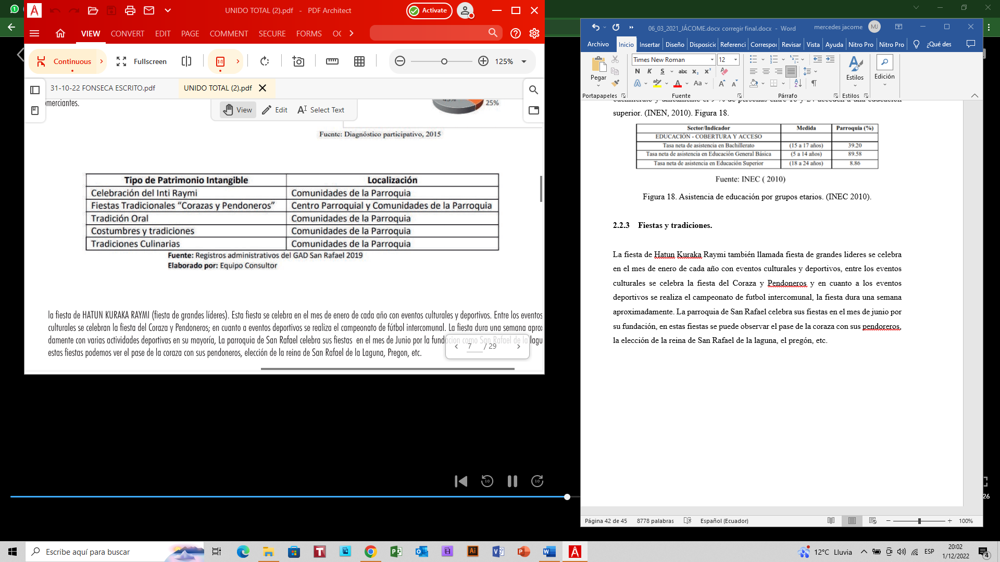 UNIDO TOTAL (2).pdf - PDF Architect
Activate
VIEW CONVERT EDIT PAGE COMMENT SECURE FORMS
Continuous
Fullscreen
1:1
125%
31-10-22 FONSECA ESCRITO.pdf
UNIDO TOTAL (2).pdf
omerciantes.
View Edit Select Text
25%
Fuente: Diagnóstico participativo, 2015
Tipo de Patrimonio Intangible Localización
Celebración del Inti Raymi Comunidades de la Parroquia
Fiestas Tradicionales “Corazas y Pendoneros” Centro Parroquial y Comunidades de la Parroquia
Tradición Oral Comunidades de la Parroquia
Costumbres y tradiciones Comunidades de la Parroquia
Tradiciones Culinarias Comunidades de la Parroquia
Fuente: Registros administrativos del GAD San Rafael 2019
Elaborado por: Equipo Consultor
la fiesta de HATUN KURAKA RAYMI (fiesta de grandes líderes). Esta fiesta se celebra en el mes de enero de cada año con eventos culturales y deportivos. Entre los eventos
culturales se celebran la fiesta del Coraza y Pendoneros; en cuanto a eventos deportivos se realiza el campeonato de fútbol intercomunal. La fiesta dura una semana apro
damente con varias actividades deportivas en su mayoría, La parroquia de San Rafael celebra sus fiestas en el mes de Junio por la fundacion como San Rafael de la lagu
estas fiestas podemos ver el pase de la coraza con sus pendoneros, elección de la reina de San Rafael de la Laguna, Pregon, etc.
7 / 29
10
10
26
06_03_2021_JÁCOME.docx corregir final.docx - Word
mercedes jacome MJ
Archivo Inicio Insertar Diseño Disposició Referenci Correspo Revisar Vista Ayuda Nitro Pro Nitro Pro ¿Qué des
Pegar
Times New Roman 12
N K S abc x₂ x²
A A Aa A A
Estilos
Edición
Portapapeles Fuente Párrafo Estilos
superior. (INEN, 2010). Figura 18.
Sector/Indicador Medida Parroquia (%)
EDUCACIÓN - COBERTURA Y ACCESO
Tasa neta de asistencia en Bachillerato (15 a 17 años) 39.20
Tasa neta de asistencia en Educación General Básica (5 a 14 años) 89.58
Tasa neta de asistencia en Educación Superior (18 a 24 años) 8.86
Fuente: INEC ( 2010)
Figura 18. Asistencia de educación por grupos etarios. (INEC 2010).
2.2.3 Fiestas y tradiciones.
La fiesta de Hatun Kuraka Raymi también llamada fiesta de grandes lideres se celebra
en el mes de enero de cada año con eventos culturales y deportivos, entre los eventos
culturales se celebra la fiesta del Coraza y Pendoneros y en cuanto a los eventos
deportivos se realiza el campeonato de futbol intercomunal, la fiesta dura una semana
aproximadamente. La parroquia de San Rafael celebra sus fiestas en el mes de junio por
su fundación, en estas fiestas se puede observar el pase de la coraza con sus pendoreros,
la elección de la reina de San Rafael de la laguna, el pregón, etc.
Página 42 de 45 8778 palabras Español (Ecuador) 100%
Escribe aquí para buscar
12°C Lluvia
ESP
20:02
1/12/2022
4